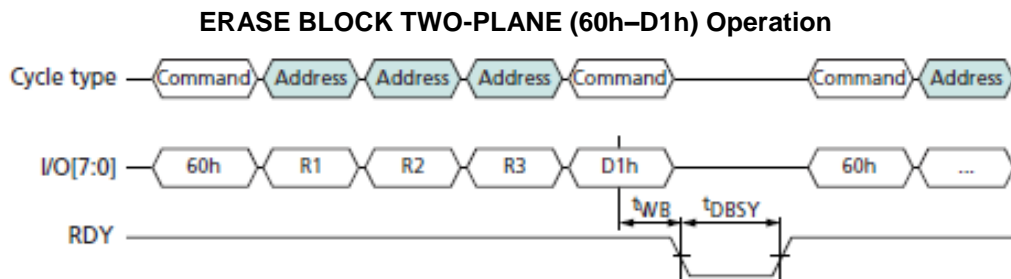 ERASE BLOCK TWO-PLANE (60h–D1h) Operation
Cycle type Command Address Address Address Command Command Address
I/O[7:0] 60h R1 R2 R3 D1h 60h ...
tWB tDBSY
RDY